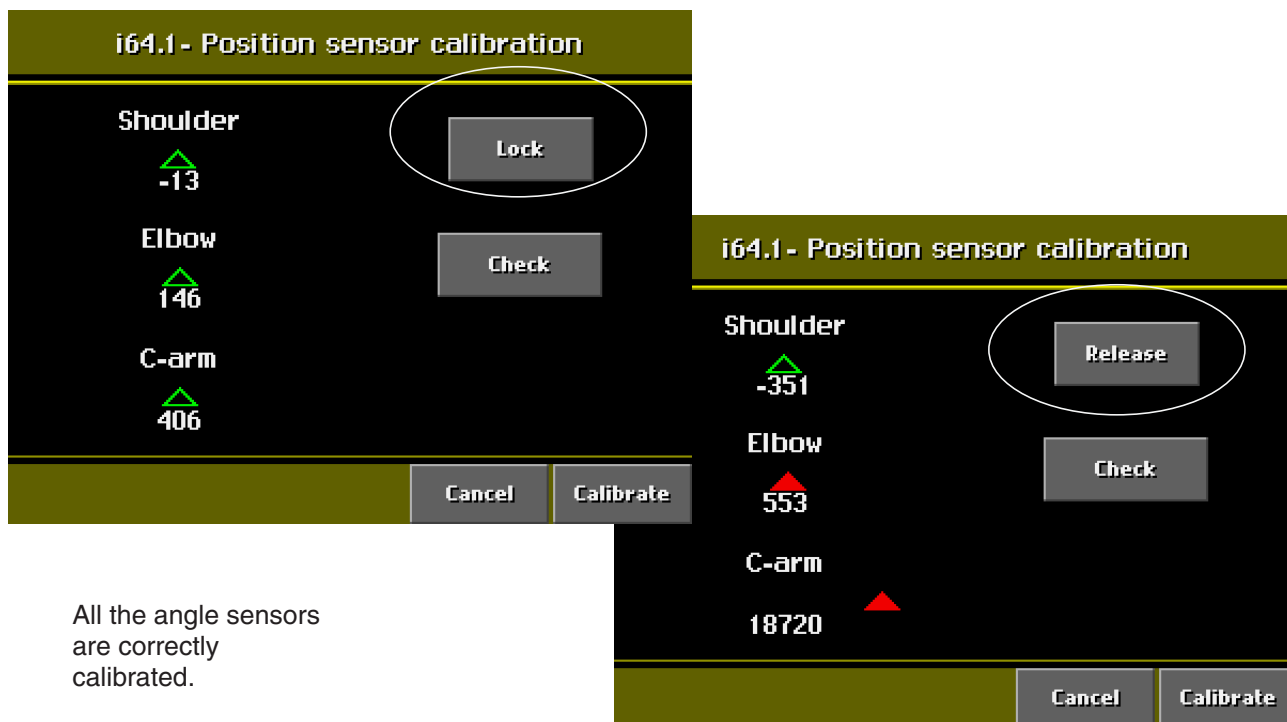 i64.1- Position sensor calibration
Shoulder
-13
Lock
Elbow
146
Check
C-arm
406
Cancel
Calibrate
i64.1- Position sensor calibration
Shoulder
-351
Release
Elbow
553
Check
C-arm
18720
Cancel
Calibrate
All the angle sensors
are correctly
calibrated.